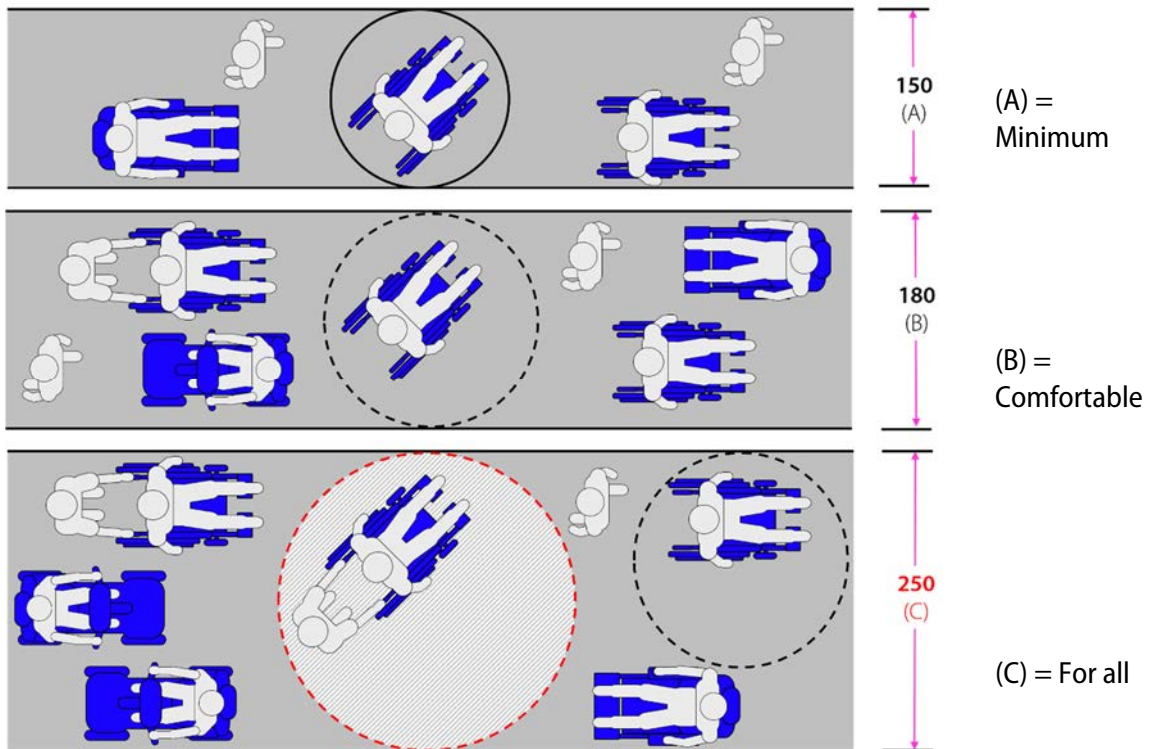 150
(A)
(A) =
Minimum
180
(B)
(B) =
Comfortable
250
(C)
(C) = For all